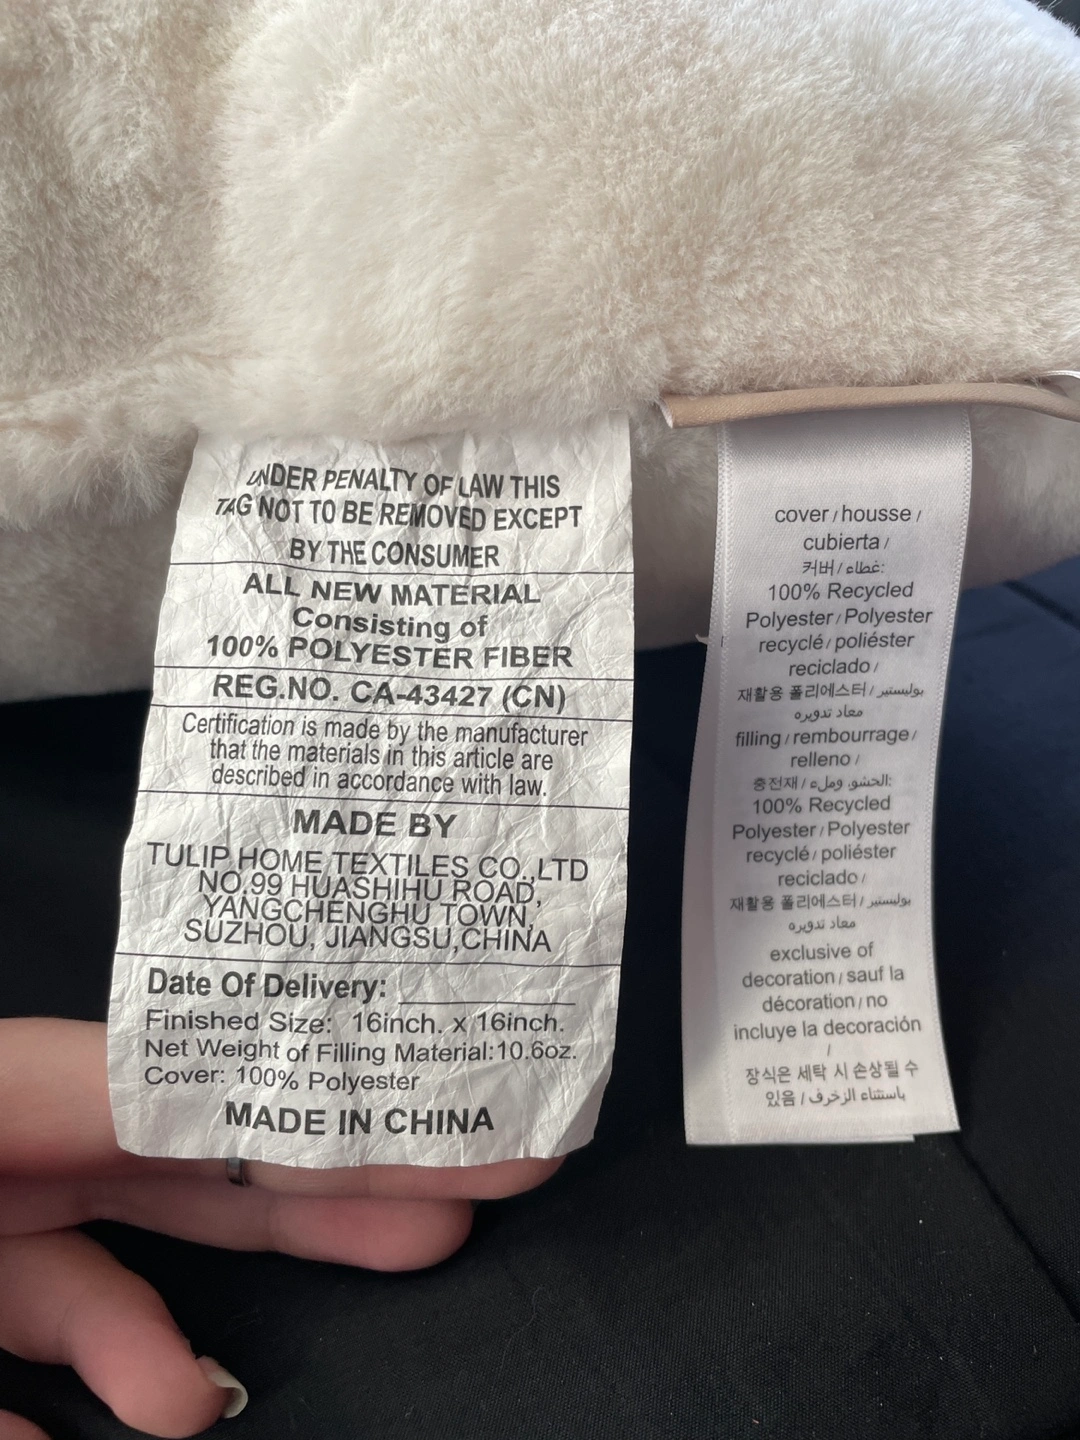 UNDER PENALTY OF LAW THIS
TAG NOT TO BE REMOVED EXCEPT
BY THE CONSUMER
ALL NEW MATERIAL
Consisting of
100% POLYESTER FIBER
REG.NO. CA-43427 (CN)
Certification is made by the manufacturer
that the materials in this article are
described in accordance with law.
MADE BY
TULIP HOME TEXTILES CO.,LTD
NO.99 HUASHIHU ROAD,
YANGCHENGHU TOWN,
SUZHOU, JIANGSU,CHINA
Date Of Delivery:
Finished Size: 16inch. x 16inch.
Net Weight of Filling Material:10.6oz.
Cover: 100% Polyester
MADE IN CHINA
cover / housse /
cubierta /
커버 / غطاء:
100% Recycled
Polyester / Polyester
recyclé / poliéster
reciclado /
재활용 폴리에스터 / بوليستير
معاد تدويره
filling / rembourrage /
relleno /
충전재 / الحشو. وملء:
100% Recycled
Polyester / Polyester
recyclé / poliéster
reciclado /
재활용 폴리에스터 / بوليستير
معاد تدويره
exclusive of
decoration / sauf la
décoration / no
incluye la decoración
/
장식은 세탁 시 손상될 수
있음 / باستثناء الزخرف